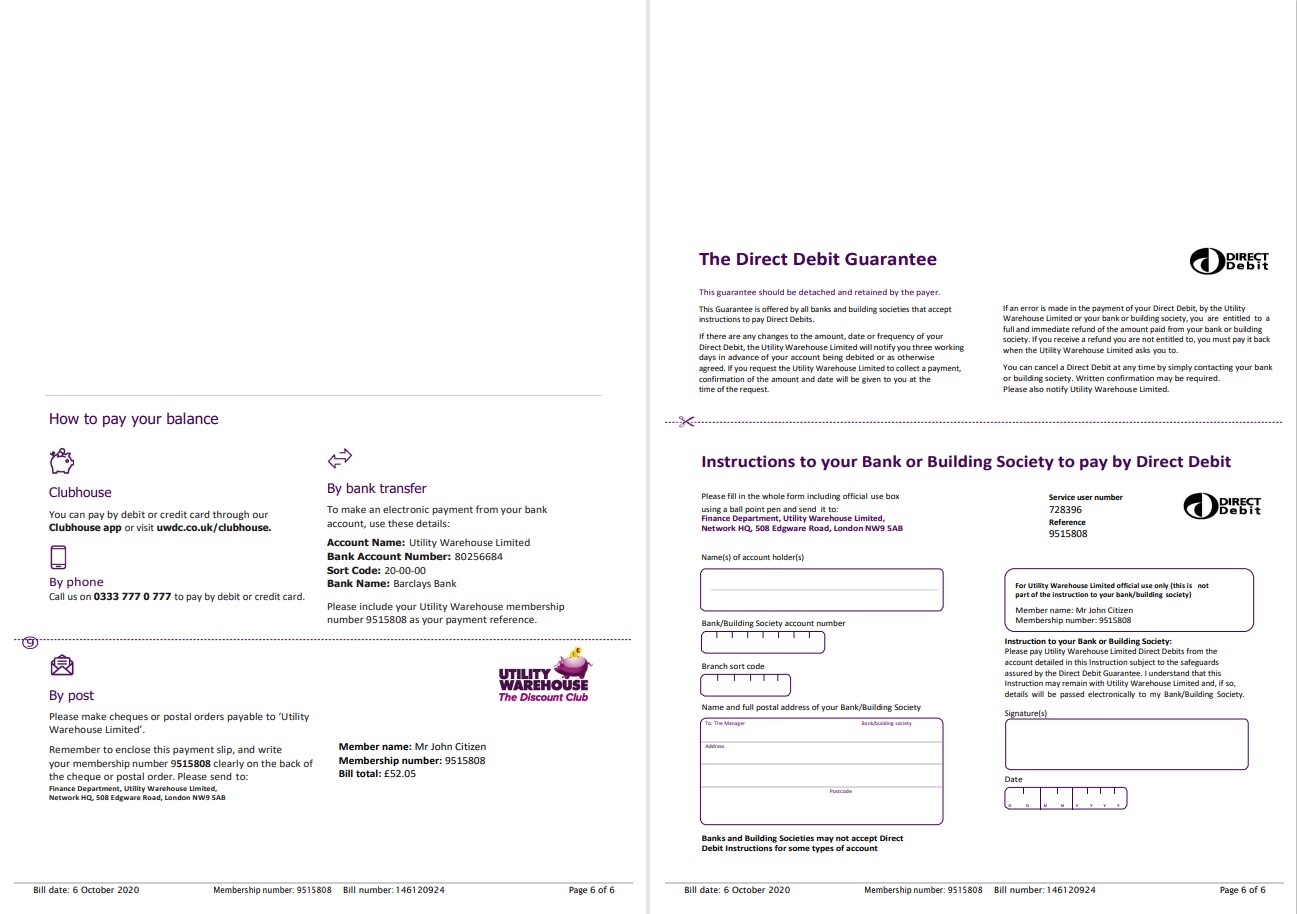 How to pay your balance
Clubhouse
You can pay by debit or credit card through our
Clubhouse app or visit uwdc.co.uk/clubhouse.
By phone
Call us on 0333 777 0 777 to pay by debit or credit card.
By bank transfer
To make an electronic payment from your bank
account, use these details:
Account Name: Utility Warehouse Limited
Bank Account Number: 80256684
Sort Code: 20-00-00
Bank Name: Barclays Bank
Please include your Utility Warehouse membership
number 9515808 as your payment reference.
9
By post
Please make cheques or postal orders payable to ‘Utility
Warehouse Limited’.
Remember to enclose this payment slip, and write
your membership number 9515808 clearly on the back of
the cheque or postal order. Please send to:
Finance Department, Utility Warehouse Limited,
Network HQ, 508 Edgware Road, London NW9 5AB
UTILITY
WAREHOUSE
The Discount Club
Member name: Mr John Citizen
Membership number: 9515808
Bill total: £52.05
Bill date: 6 October 2020 Membership number: 9515808 Bill number: 146120924 Page 6 of 6
The Direct Debit Guarantee
DIRECT
Debit
This guarantee should be detached and retained by the payer.
This Guarantee is offered by all banks and building societies that accept
instructions to pay Direct Debits.
If there are any changes to the amount, date or frequency of your
Direct Debit, the Utility Warehouse Limited will notify you three working
days in advance of your account being debited or as otherwise
agreed. If you request the Utility Warehouse Limited to collect a payment,
confirmation of the amount and date will be given to you at the
time of the request.
If an error is made in the payment of your Direct Debit, by the Utility
Warehouse Limited or your bank or building society, you are entitled to a
full and immediate refund of the amount paid from your bank or building
society. If you receive a refund you are not entitled to, you must pay it back
when the Utility Warehouse Limited asks you to.
You can cancel a Direct Debit at any time by simply contacting your bank
or building society. Written confirmation may be required.
Please also notify Utility Warehouse Limited.
Instructions to your Bank or Building Society to pay by Direct Debit
Please fill in the whole form including official use box
using a ball point pen and send it to:
Finance Department, Utility Warehouse Limited,
Network HQ, 508 Edgware Road, London NW9 5AB
Service user number
728396
Reference
9515808
DIRECT
Debit
Name(s) of account holder(s)
Bank/Building Society account number
Branch sort code
Name and full postal address of your Bank/Building Society
To: The Manager Bank/building society
Address
Postcode
Banks and Building Societies may not accept Direct
Debit Instructions for some types of account
For Utility Warehouse Limited official use only (this is not
part of the instruction to your bank/building society)
Member name: Mr John Citizen
Membership number: 9515808
Instruction to your Bank or Building Society:
Please pay Utility Warehouse Limited Direct Debits from the
account detailed in this Instruction subject to the safeguards
assured by the Direct Debit Guarantee. I understand that this
Instruction may remain with Utility Warehouse Limited and, if so,
details will be passed electronically to my Bank/Building Society.
Signature(s)
Date
D D M M Y Y Y Y
Bill date: 6 October 2020 Membership number: 9515808 Bill number: 146120924 Page 6 of 6